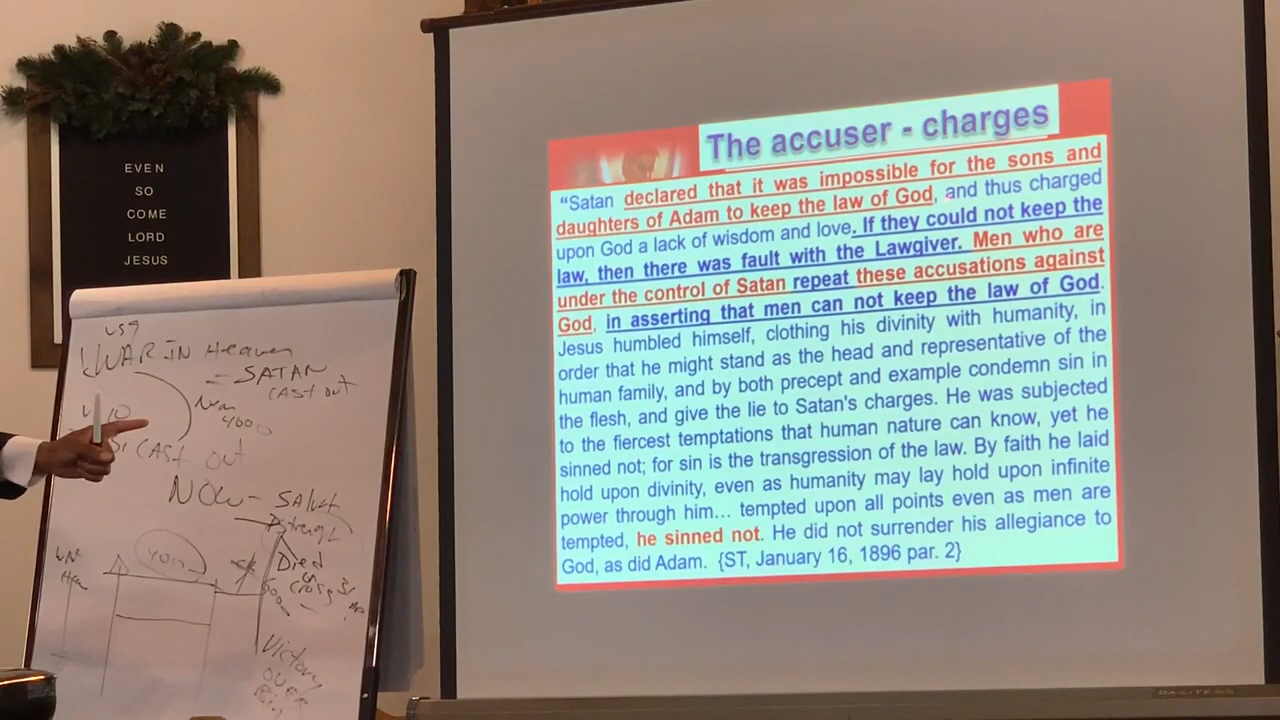 EVEN
SO
COME
LORD
JESUS
WAR IN Heaven
= SATAN
CAST out
Near
4000
V 10
CAST OUT
NOW - SALVat
Strengt
4000
Died
on
Cross
Victory
OVER
The accuser - charges
“Satan declared that it was impossible for the sons and
daughters of Adam to keep the law of God, and thus charged
upon God a lack of wisdom and love. If they could not keep the
law, then there was fault with the Lawgiver. Men who are
under the control of Satan repeat these accusations against
God, in asserting that men can not keep the law of God.
Jesus humbled himself, clothing his divinity with humanity, in
order that he might stand as the head and representative of the
human family, and by both precept and example condemn sin in
the flesh, and give the lie to Satan's charges. He was subjected
to the fiercest temptations that human nature can know, yet he
sinned not; for sin is the transgression of the law. By faith he laid
hold upon divinity, even as humanity may lay hold upon infinite
power through him... tempted upon all points even as men are
tempted, he sinned not. He did not surrender his allegiance to
God, as did Adam. {ST, January 16, 1896 par. 2}
DA-LITE